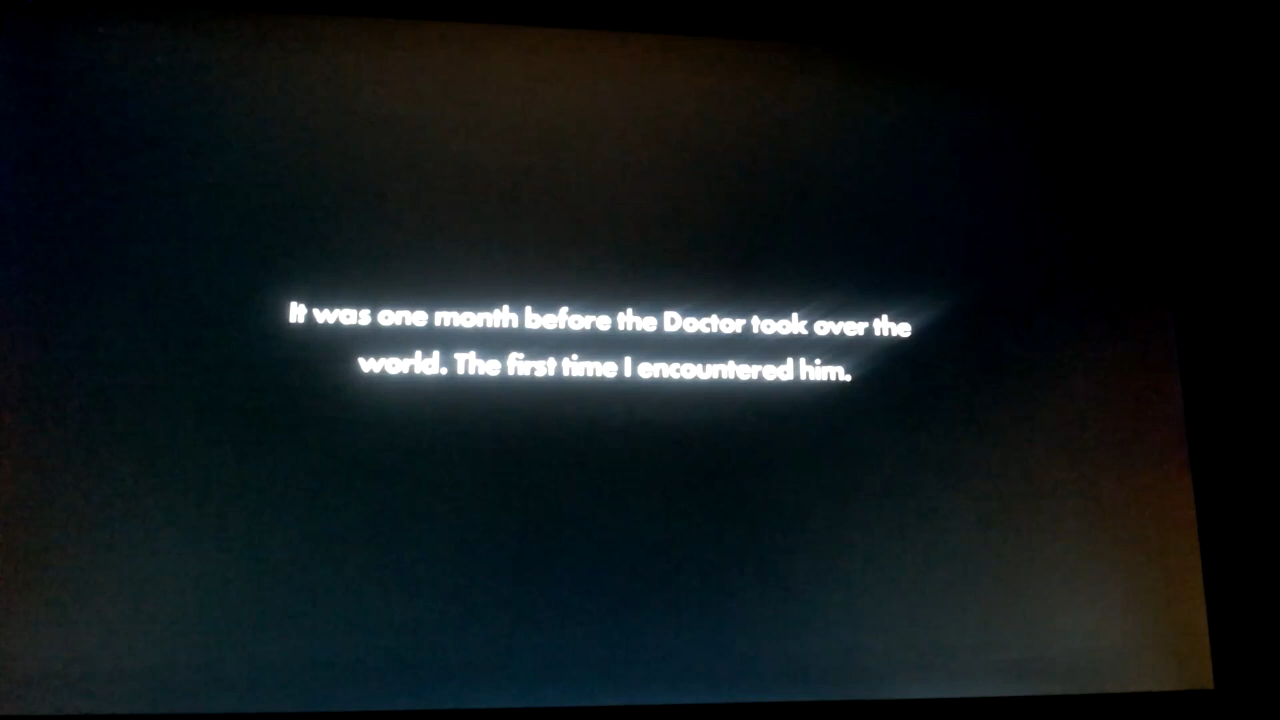 It was one month before the Doctor took over the
world. The first time I encountered him.